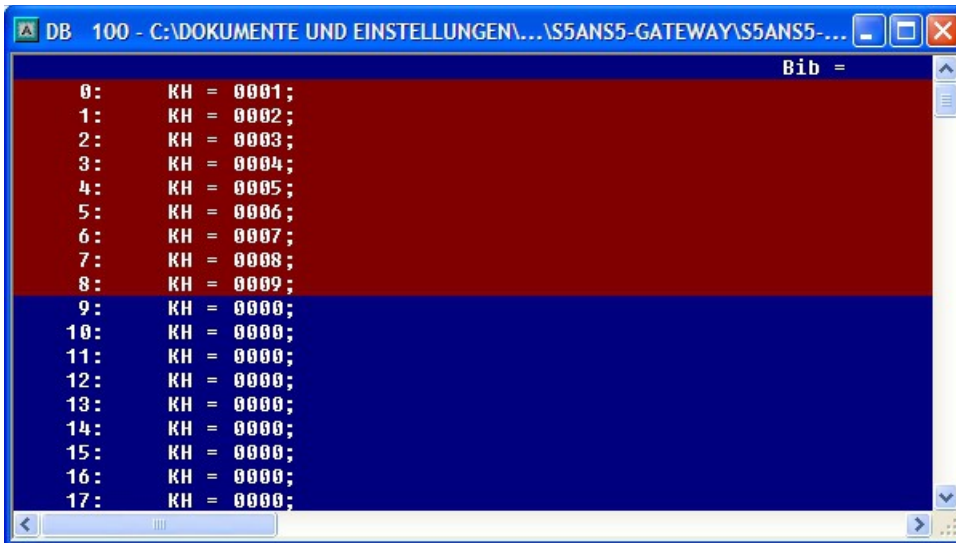 DB 100 - C:\DOKUMENTE UND EINSTELLUNGEN\...\S5ANS5-GATEWAY\S5ANS5-...
Bib =
0: KH = 0001;
1: KH = 0002;
2: KH = 0003;
3: KH = 0004;
4: KH = 0005;
5: KH = 0006;
6: KH = 0007;
7: KH = 0008;
8: KH = 0009;
9: KH = 0000;
10: KH = 0000;
11: KH = 0000;
12: KH = 0000;
13: KH = 0000;
14: KH = 0000;
15: KH = 0000;
16: KH = 0000;
17: KH = 0000;